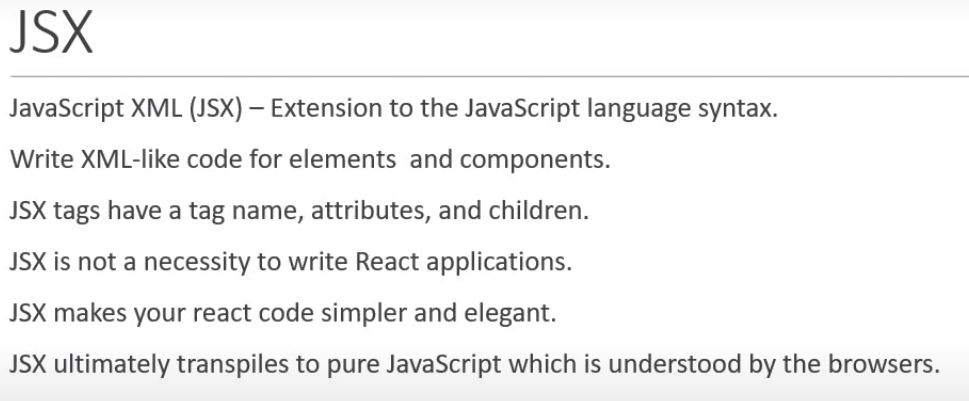 JSX
JavaScript XML (JSX) – Extension to the JavaScript language syntax.
Write XML-like code for elements and components.
JSX tags have a tag name, attributes, and children.
JSX is not a necessity to write React applications.
JSX makes your react code simpler and elegant.
JSX ultimately transpiles to pure JavaScript which is understood by the browsers.